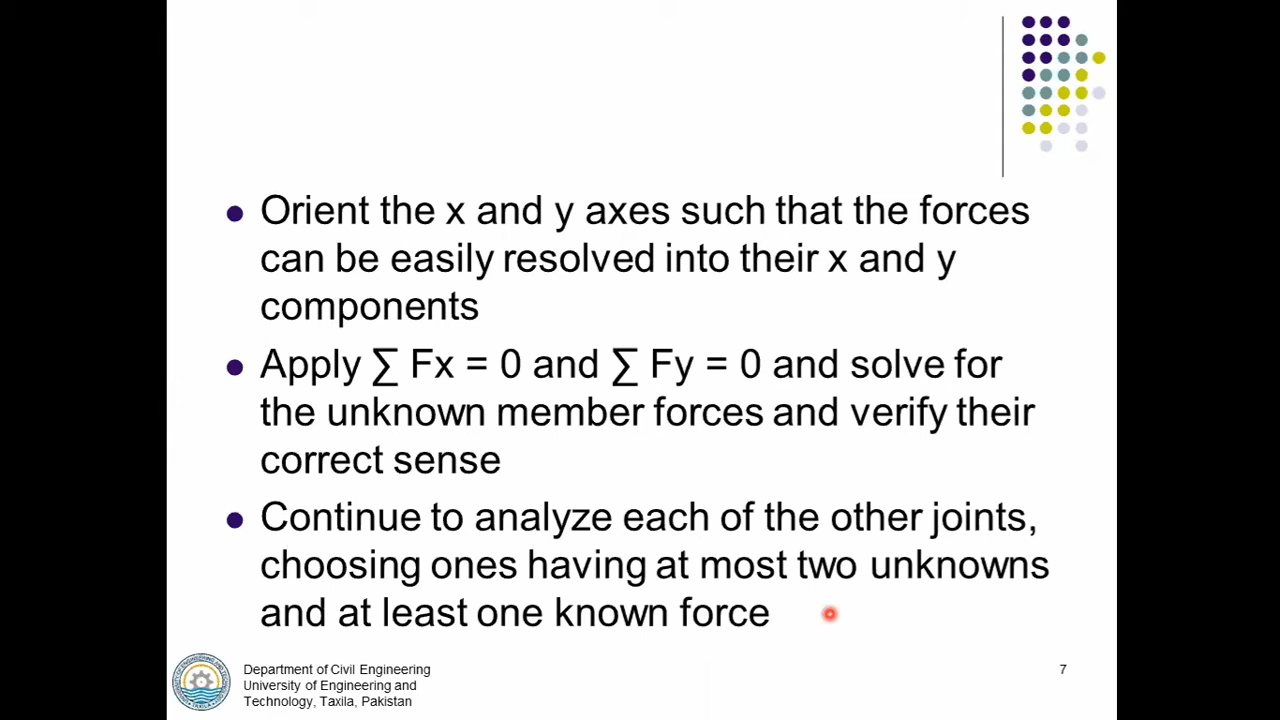 Orient the x and y axes such that the forces
can be easily resolved into their x and y
components
Apply ∑ Fx = 0 and ∑ Fy = 0 and solve for
the unknown member forces and verify their
correct sense
Continue to analyze each of the other joints,
choosing ones having at most two unknowns
and at least one known force
Department of Civil Engineering
University of Engineering and
Technology, Taxila, Pakistan
7